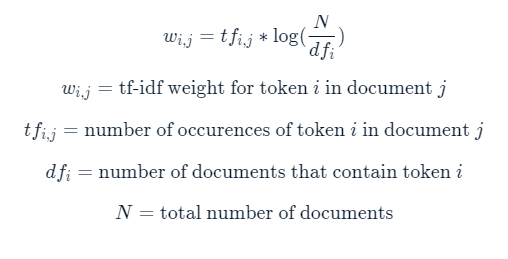 w_{i,j} = tf_{i,j} * log(\frac{N}{df_i})
w_{i,j} = tf-idf weight for token i in document j
tf_{i,j} = number of occurences of token i in document j
df_i = number of documents that contain token i
N = total number of documents